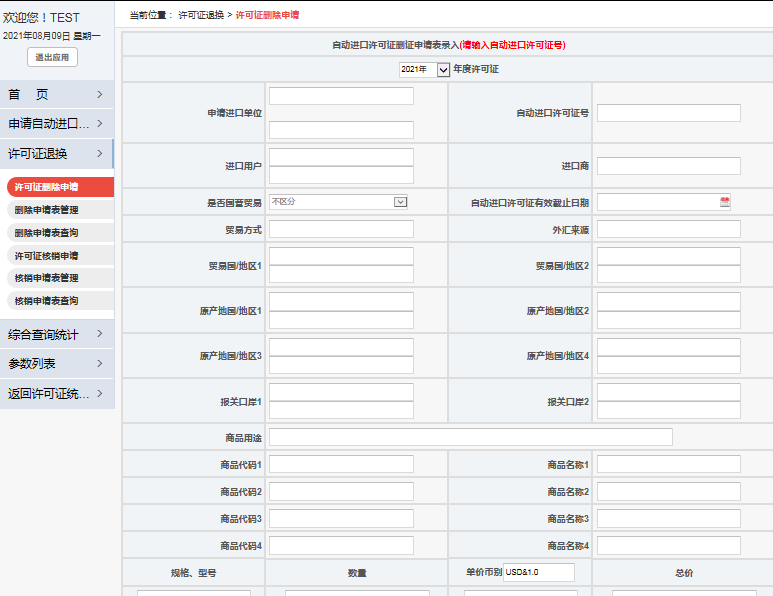 欢迎您！TEST
2021年08月09日 星期一
退出应用
首 页
申请自动进口...
许可证退换
许可证删除申请
删除申请表管理
删除申请表查询
许可证核销申请
核销申请表管理
核销申请表查询
综合查询统计
参数列表
返回许可证统...
当前位置： 许可证退换 > 许可证删除申请
自动进口许可证删证申请表录入(请输入自动进口许可证号)
2021年 年度许可证
申请进口单位 自动进口许可证号
进口用户 进口商
是否国营贸易 不区分 自动进口许可证有效截止日期
贸易方式 外汇来源
贸易国/地区1 贸易国/地区2
原产地国/地区1 原产地国/地区2
原产地国/地区3 原产地国/地区4
报关口岸1 报关口岸2
商品用途
商品代码1 商品名称1
商品代码2 商品名称2
商品代码3 商品名称3
商品代码4 商品名称4
规格、型号 数量 单价币别 USD&1.0 总价